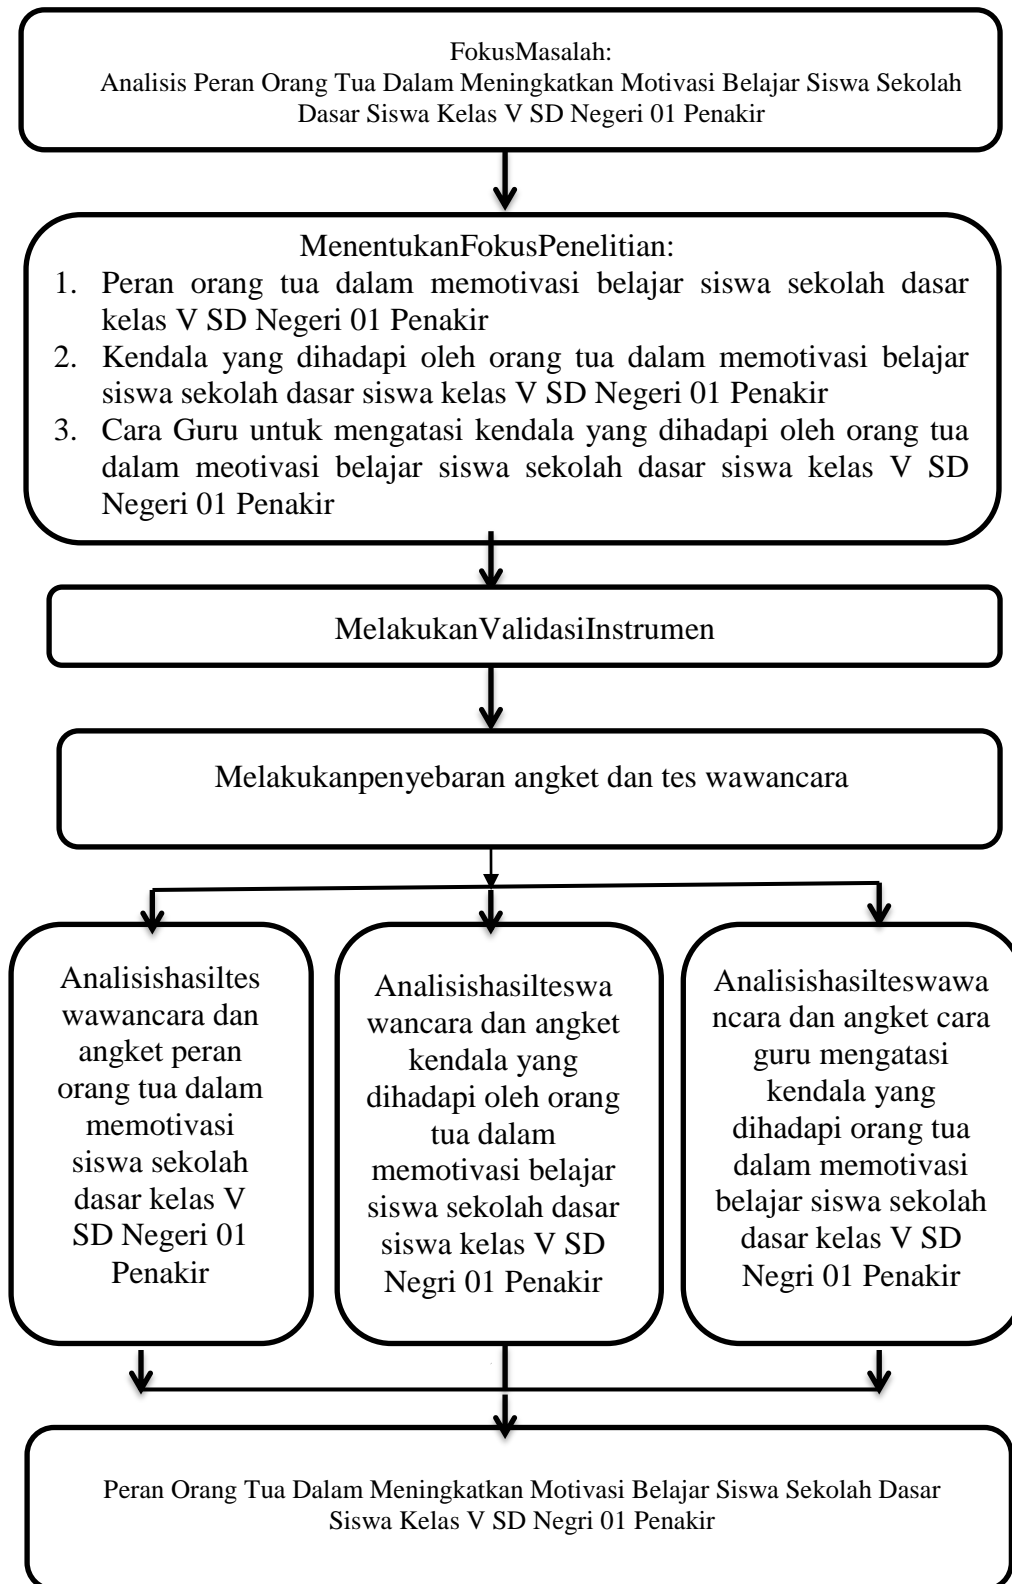 FokusMasalah:
Analisis Peran Orang Tua Dalam Meningkatkan Motivasi Belajar Siswa Sekolah
Dasar Siswa Kelas V SD Negeri 01 Penakir
MenentukanFokusPenelitian:
1. Peran orang tua dalam memotivasi belajar siswa sekolah dasar
kelas V SD Negeri 01 Penakir
2. Kendala yang dihadapi oleh orang tua dalam memotivasi belajar
siswa sekolah dasar siswa kelas V SD Negeri 01 Penakir
3. Cara Guru untuk mengatasi kendala yang dihadapi oleh orang tua
dalam meotivasi belajar siswa sekolah dasar siswa kelas V SD
Negeri 01 Penakir
MelakukanValidasiInstrumen
Melakukanpenyebaran angket dan tes wawancara
Analisishasiltes
wawancara dan
angket peran
orang tua dalam
memotivasi
siswa sekolah
dasar kelas V
SD Negeri 01
Penakir
Analisishasilteswa
wancara dan angket
kendala yang
dihadapi oleh orang
tua dalam
memotivasi belajar
siswa sekolah dasar
siswa kelas V SD
Negri 01 Penakir
Analisishasilteswawa
ncara dan angket cara
guru mengatasi
kendala yang
dihadapi orang tua
dalam memotivasi
belajar siswa sekolah
dasar kelas V SD
Negri 01 Penakir
Peran Orang Tua Dalam Meningkatkan Motivasi Belajar Siswa Sekolah Dasar
Siswa Kelas V SD Negri 01 Penakir